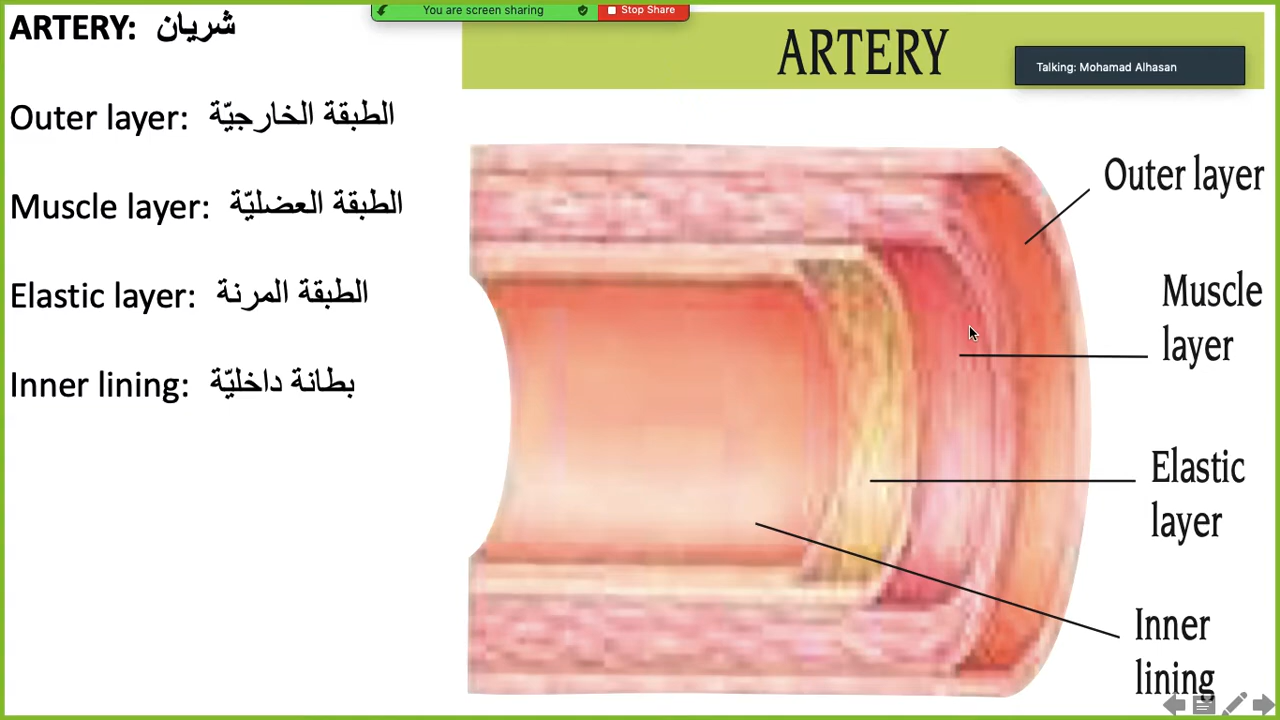 You are screen sharing
Stop Share
ARTERY: شريان
ARTERY
Talking: Mohamad Alhasan
Outer layer: الطبقة الخارجيّة
Muscle layer: الطبقة العضليّة
Elastic layer: الطبقة المرنة
Inner lining: بطانة داخليّة
Outer layer
Muscle
layer
Elastic
layer
Inner
lining